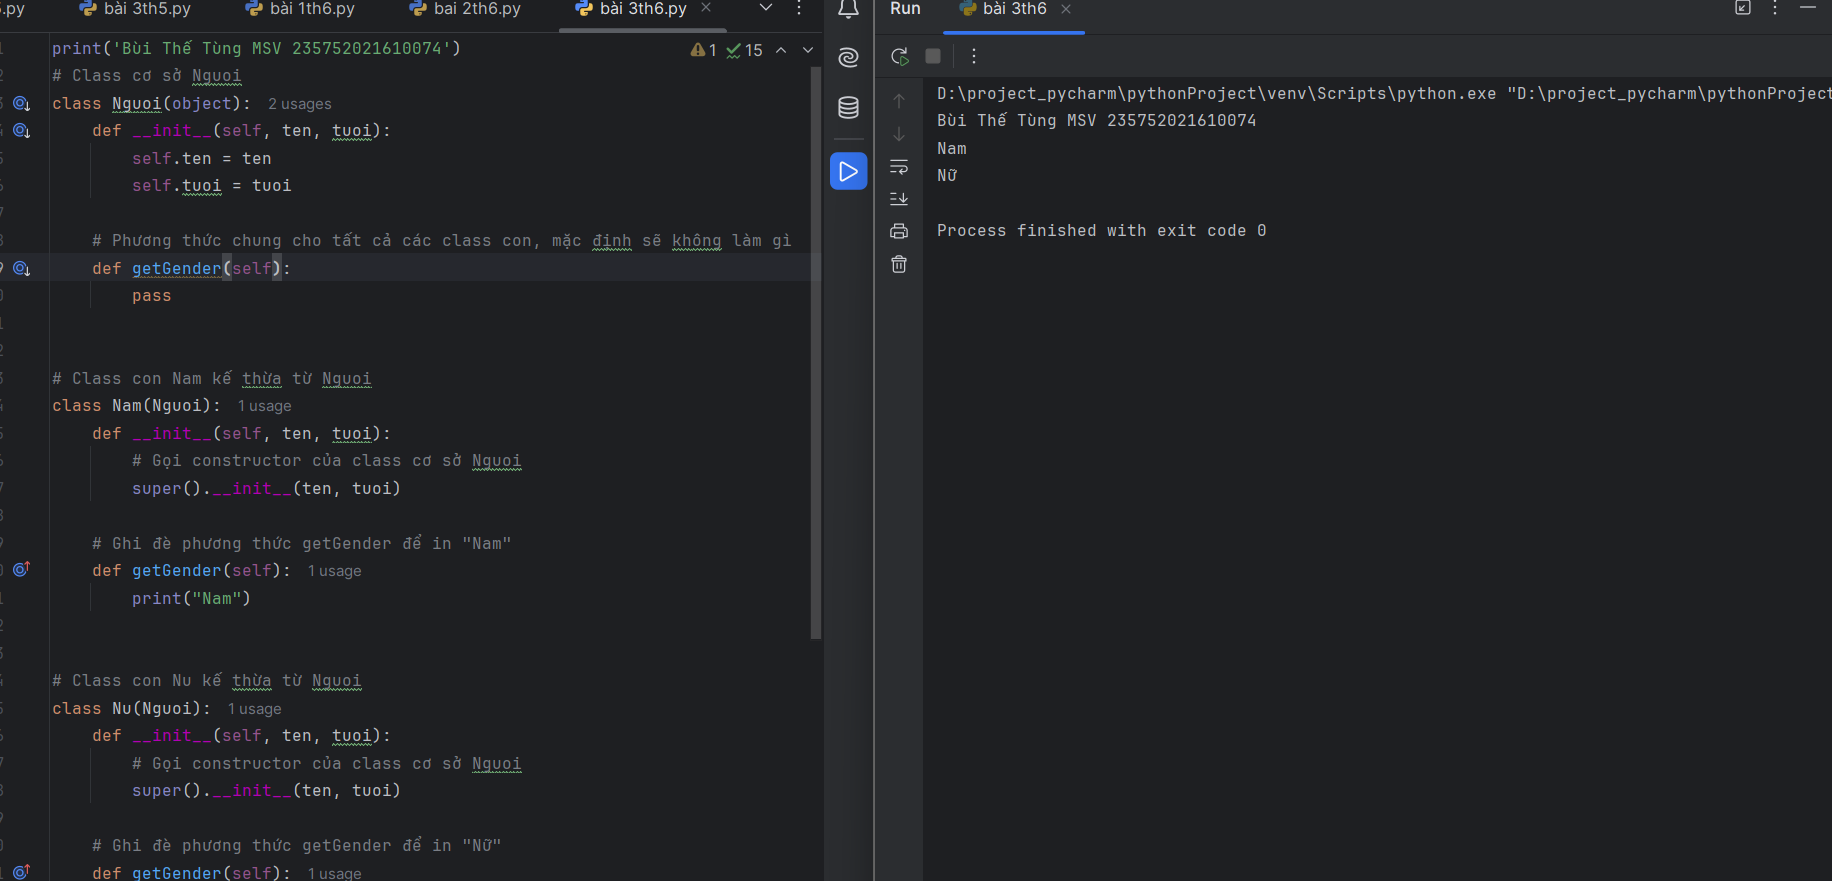 .py bài 3th5.py bài 1th6.py bai 2th6.py bài 3th6.py
print('Bùi Thế Tùng MSV 235752021610074') 1 15
# Class cơ sở Nguoi
class Nguoi(object): 2 usages
def __init__(self, ten, tuoi):
self.ten = ten
self.tuoi = tuoi
# Phương thức chung cho tất cả các class con, mặc định sẽ không làm gì
def getGender(self):
pass
# Class con Nam kế thừa từ Nguoi
class Nam(Nguoi): 1 usage
def __init__(self, ten, tuoi):
# Gọi constructor của class cơ sở Nguoi
super().__init__(ten, tuoi)
# Ghi đè phương thức getGender để in "Nam"
def getGender(self): 1 usage
print("Nam")
# Class con Nu kế thừa từ Nguoi
class Nu(Nguoi): 1 usage
def __init__(self, ten, tuoi):
# Gọi constructor của class cơ sở Nguoi
super().__init__(ten, tuoi)
# Ghi đè phương thức getGender để in "Nữ"
def getGender(self): 1 usage
Run bài 3th6
D:\project_pycharm\pythonProject\venv\Scripts\python.exe "D:\project_pycharm\pythonProject
Bùi Thế Tùng MSV 235752021610074
Nam
Nữ
Process finished with exit code 0